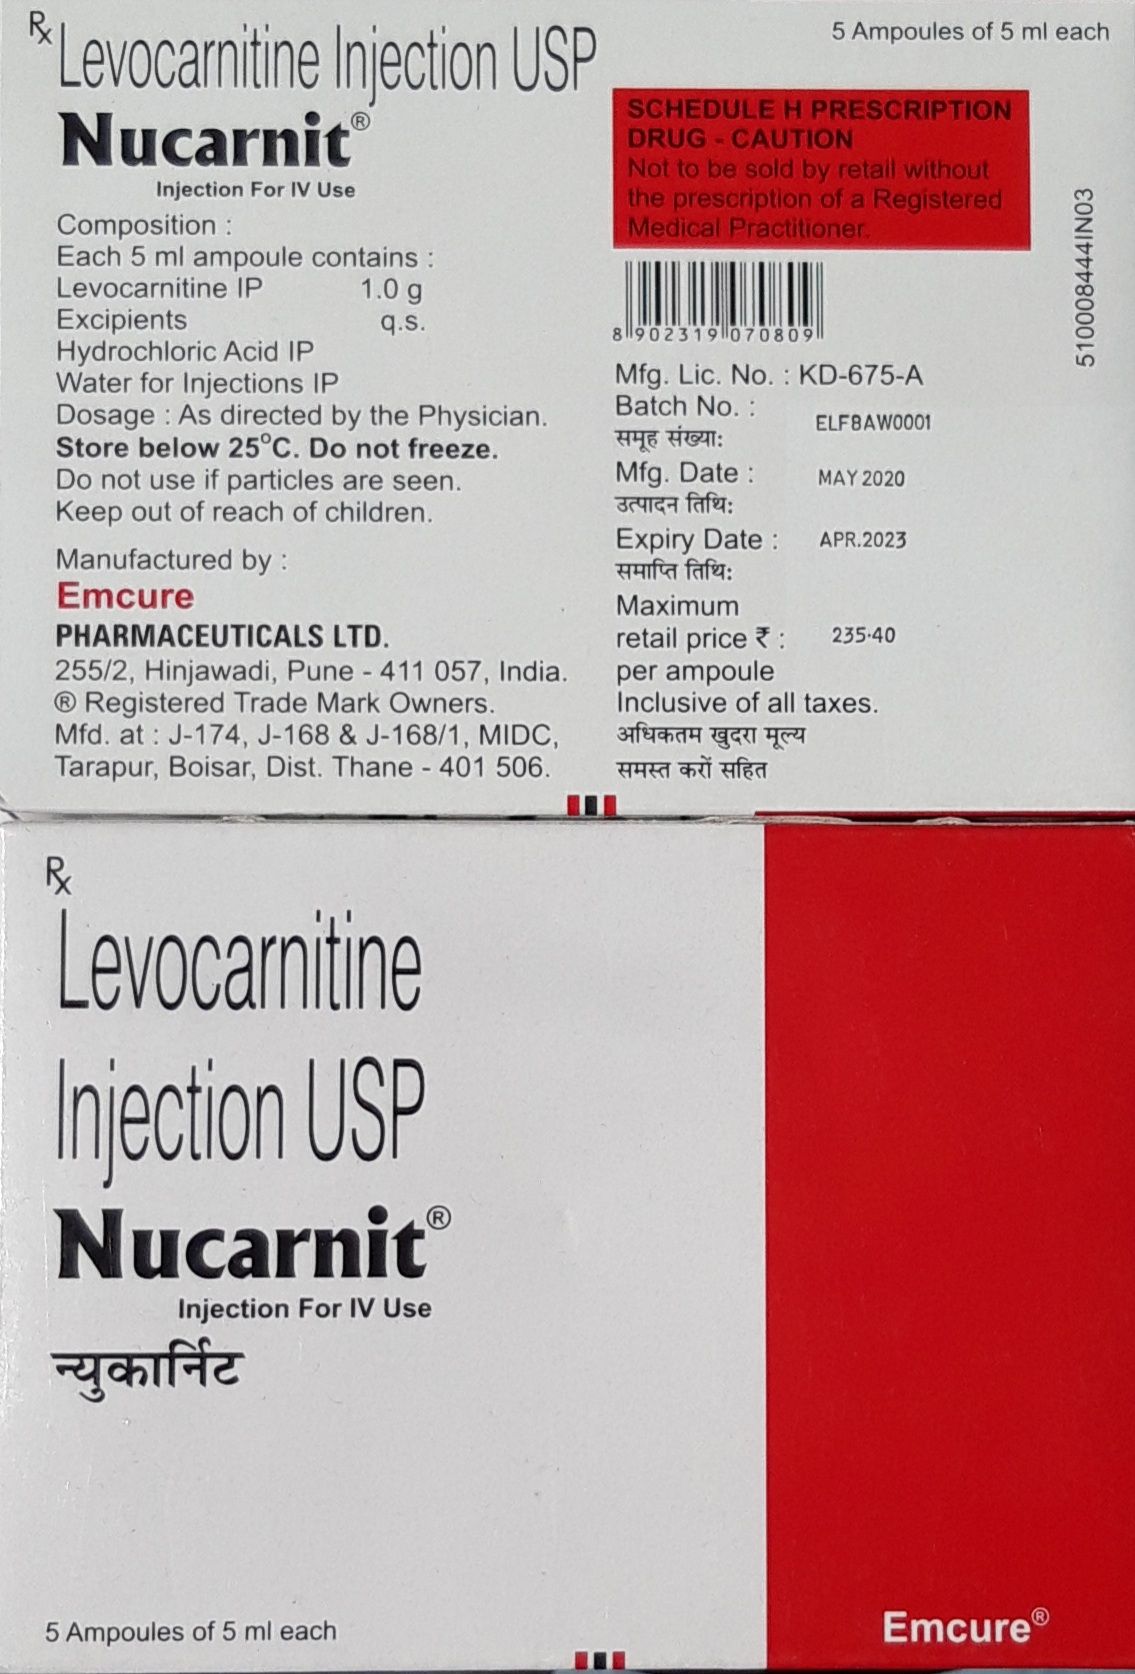 Rx Levocarnitine Injection USP
Nucarnit®
Injection For IV Use
Composition :
Each 5 ml ampoule contains :
Levocarnitine IP 1.0 g
Excipients q.s.
Hydrochloric Acid IP
Water for Injections IP
Dosage : As directed by the Physician.
Store below 25°C. Do not freeze.
Do not use if particles are seen.
Keep out of reach of children.
Manufactured by :
Emcure
PHARMACEUTICALS LTD.
255/2, Hinjawadi, Pune - 411 057, India.
® Registered Trade Mark Owners.
Mfd. at : J-174, J-168 & J-168/1, MIDC,
Tarapur, Boisar, Dist. Thane - 401 506.
5 Ampoules of 5 ml each
SCHEDULE H PRESCRIPTION
DRUG - CAUTION
Not to be sold by retail without
the prescription of a Registered
Medical Practitioner.
8 902319 070809
510008444IN03
Mfg. Lic. No. : KD-675-A
Batch No. : ELFBAW0001
समूह संख्या:
Mfg. Date : MAY 2020
उत्पादन तिथि:
Expiry Date : APR.2023
समाप्ति तिथि:
Maximum
retail price ₹ : 235·40
per ampoule
Inclusive of all taxes.
अधिकतम खुदरा मूल्य
समस्त करों सहित
Rx
Levocarnitine
Injection USP
Nucarnit®
Injection For IV Use
न्युकार्निट
5 Ampoules of 5 ml each
Emcure®